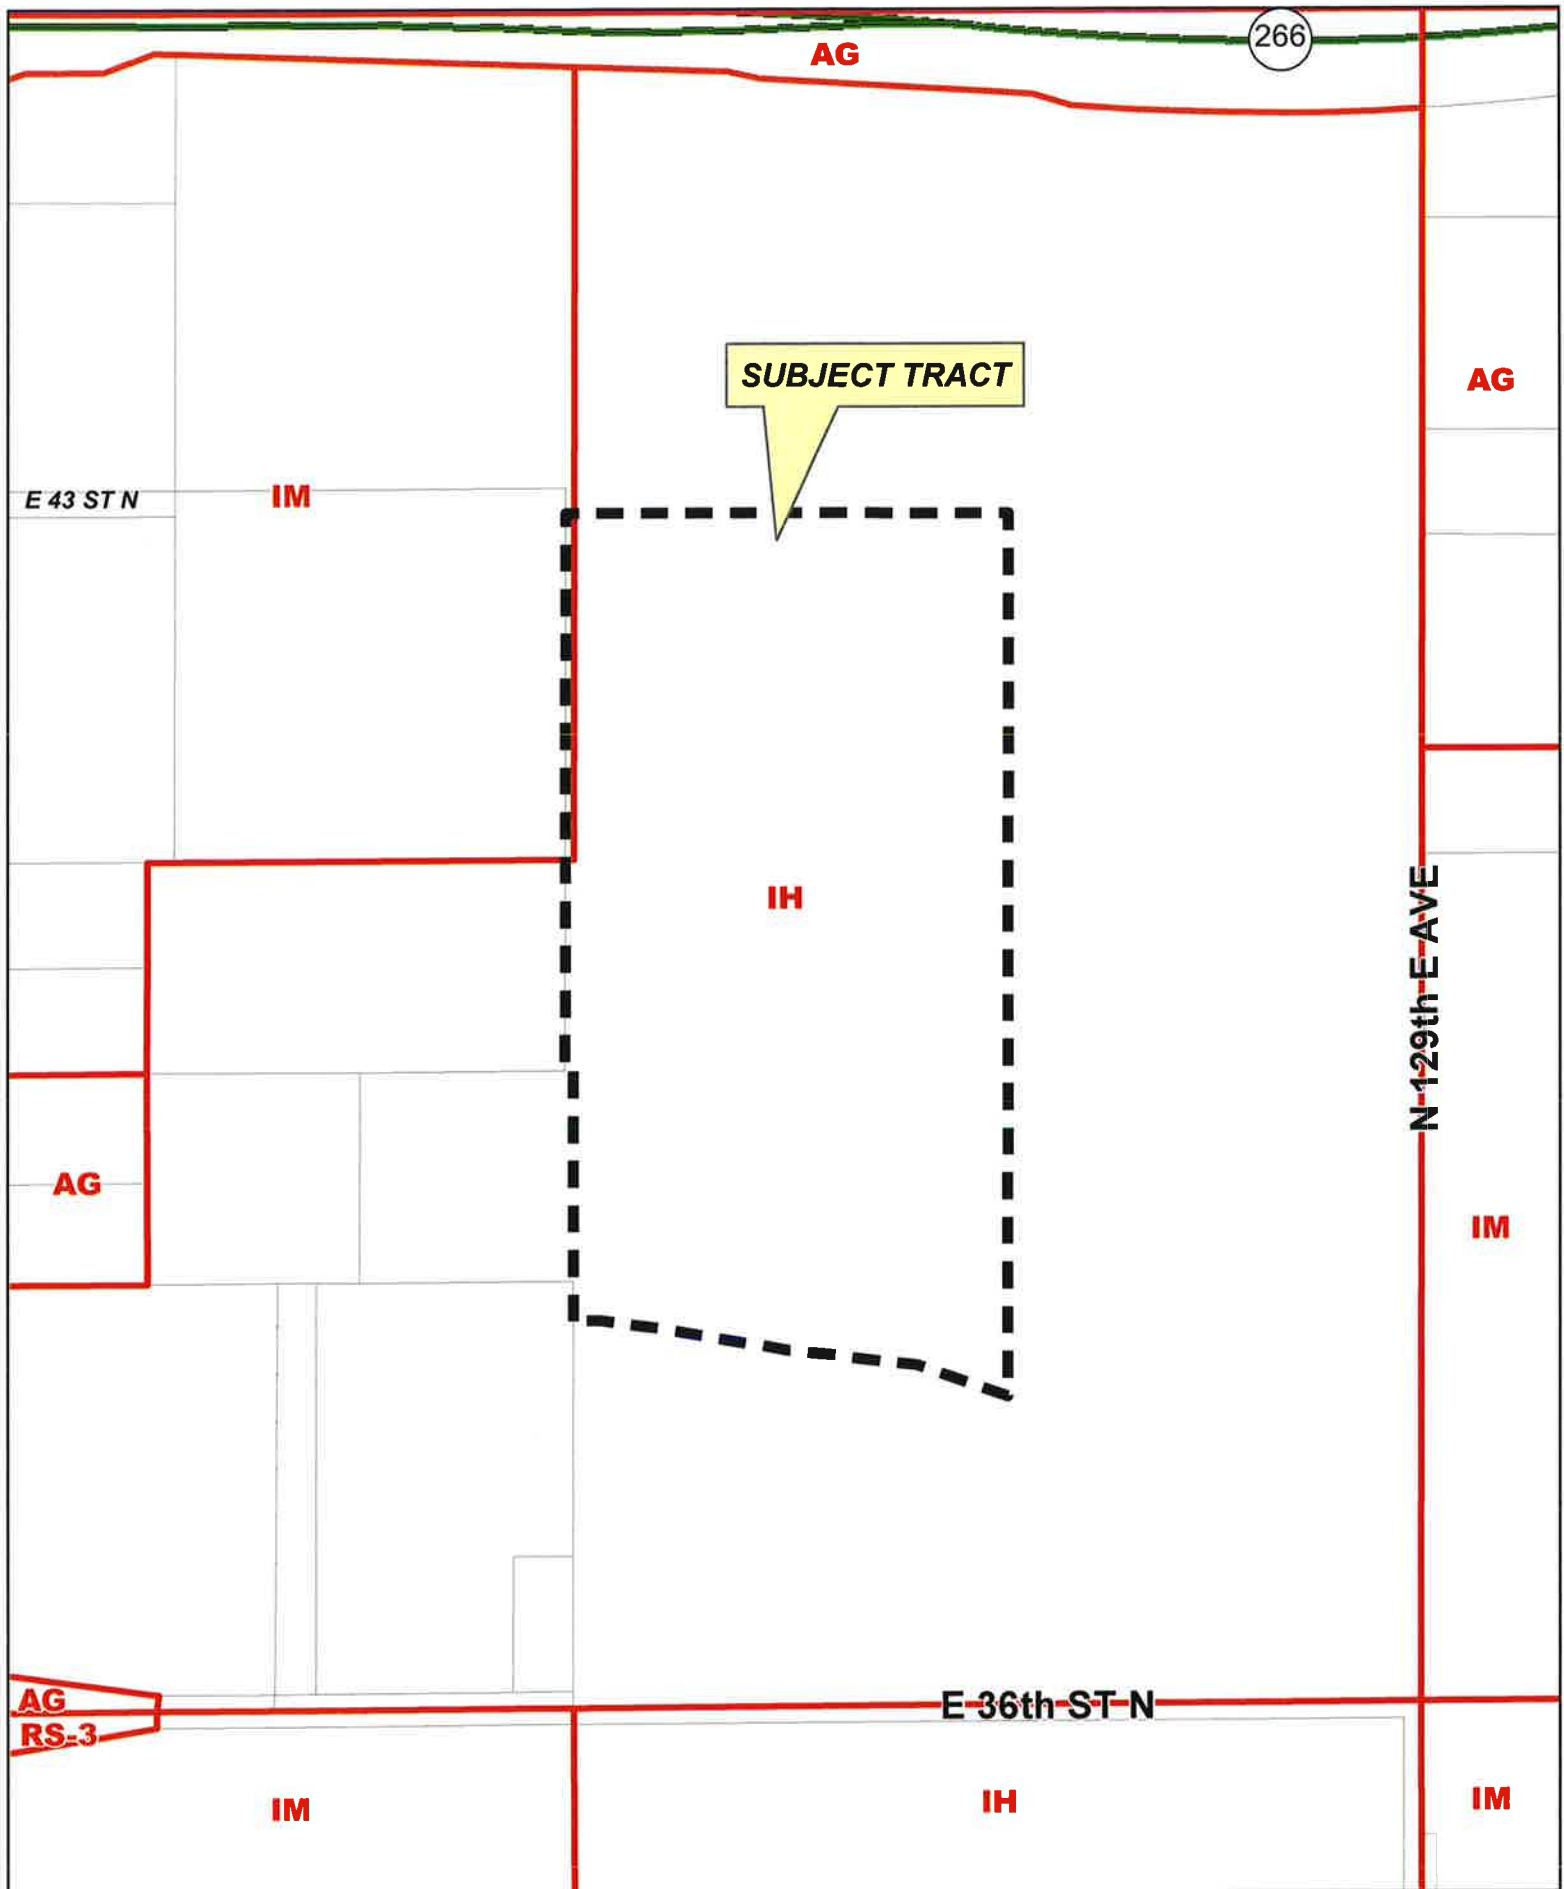 266
AG
SUBJECT TRACT
AG
E 43 ST N
IM
IH
N 129th E AVE
AG
IM
AG
E 36th ST N
RS-3
IM
IH
IM